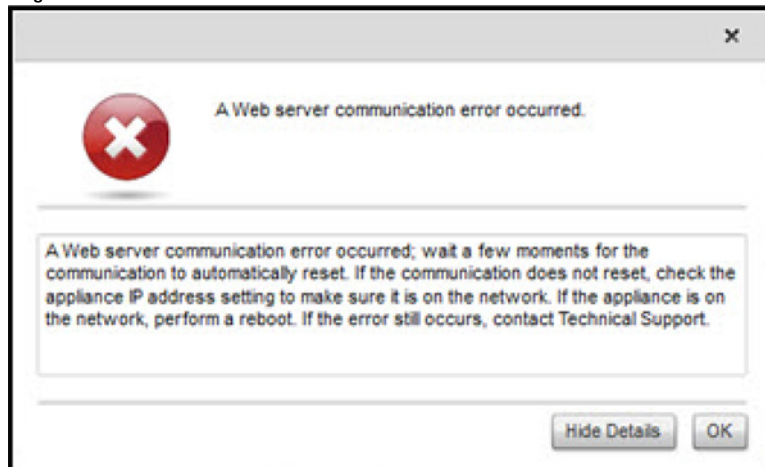 A Web server communication error occurred.
A Web server communication error occurred; wait a few moments for the
communication to automatically reset. If the communication does not reset, check the
appliance IP address setting to make sure it is on the network. If the appliance is on
the network, perform a reboot. If the error still occurs, contact Technical Support.
Hide Details
OK